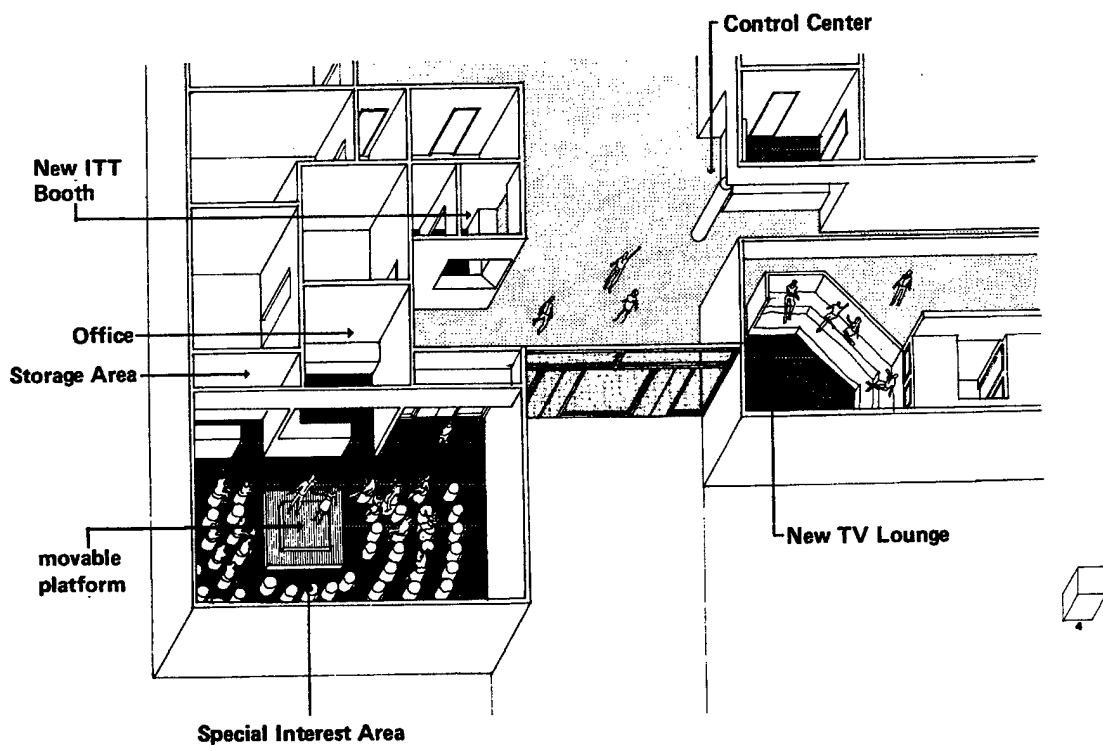 Control Center
New ITT
Booth
Office
Storage Area
New TV Lounge
movable
platform
4
Special Interest Area